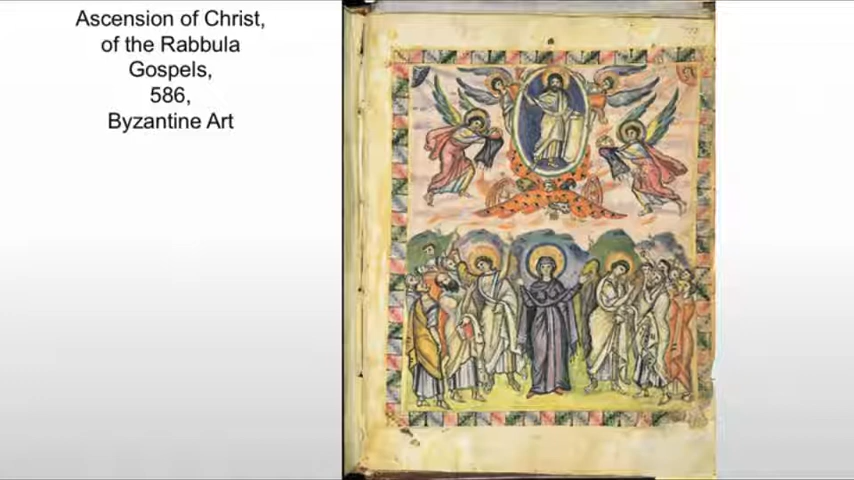 Ascension of Christ,
of the Rabbula
Gospels,
586,
Byzantine Art